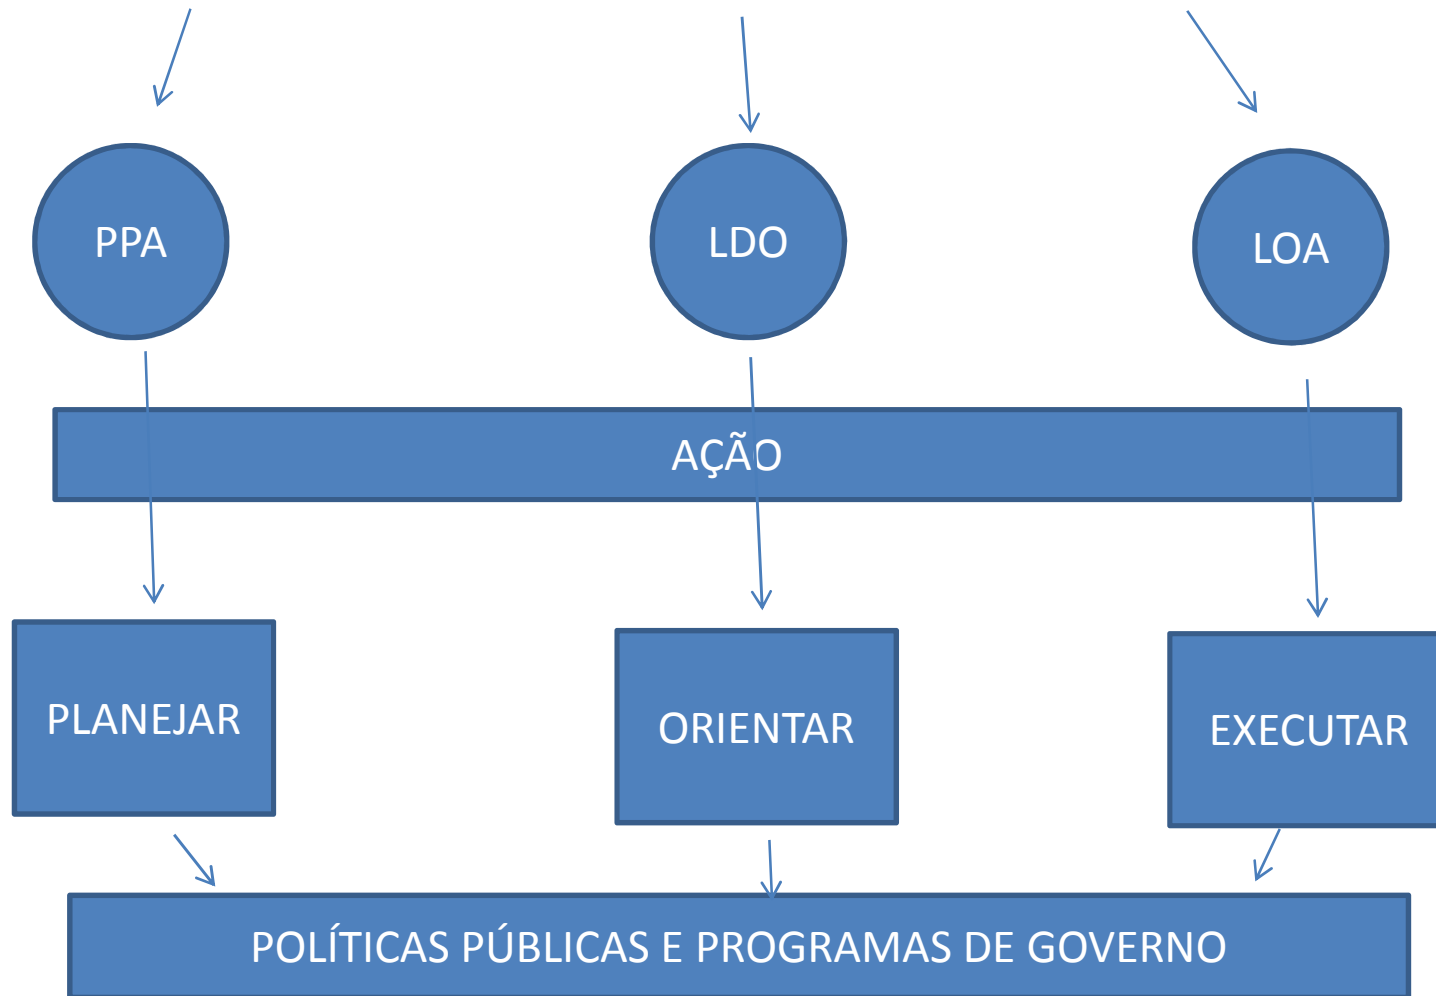 PPA
LDO
LOA
AÇÃO
PLANEJAR
ORIENTAR
EXECUTAR
POLÍTICAS PÚBLICAS E PROGRAMAS DE GOVERNO